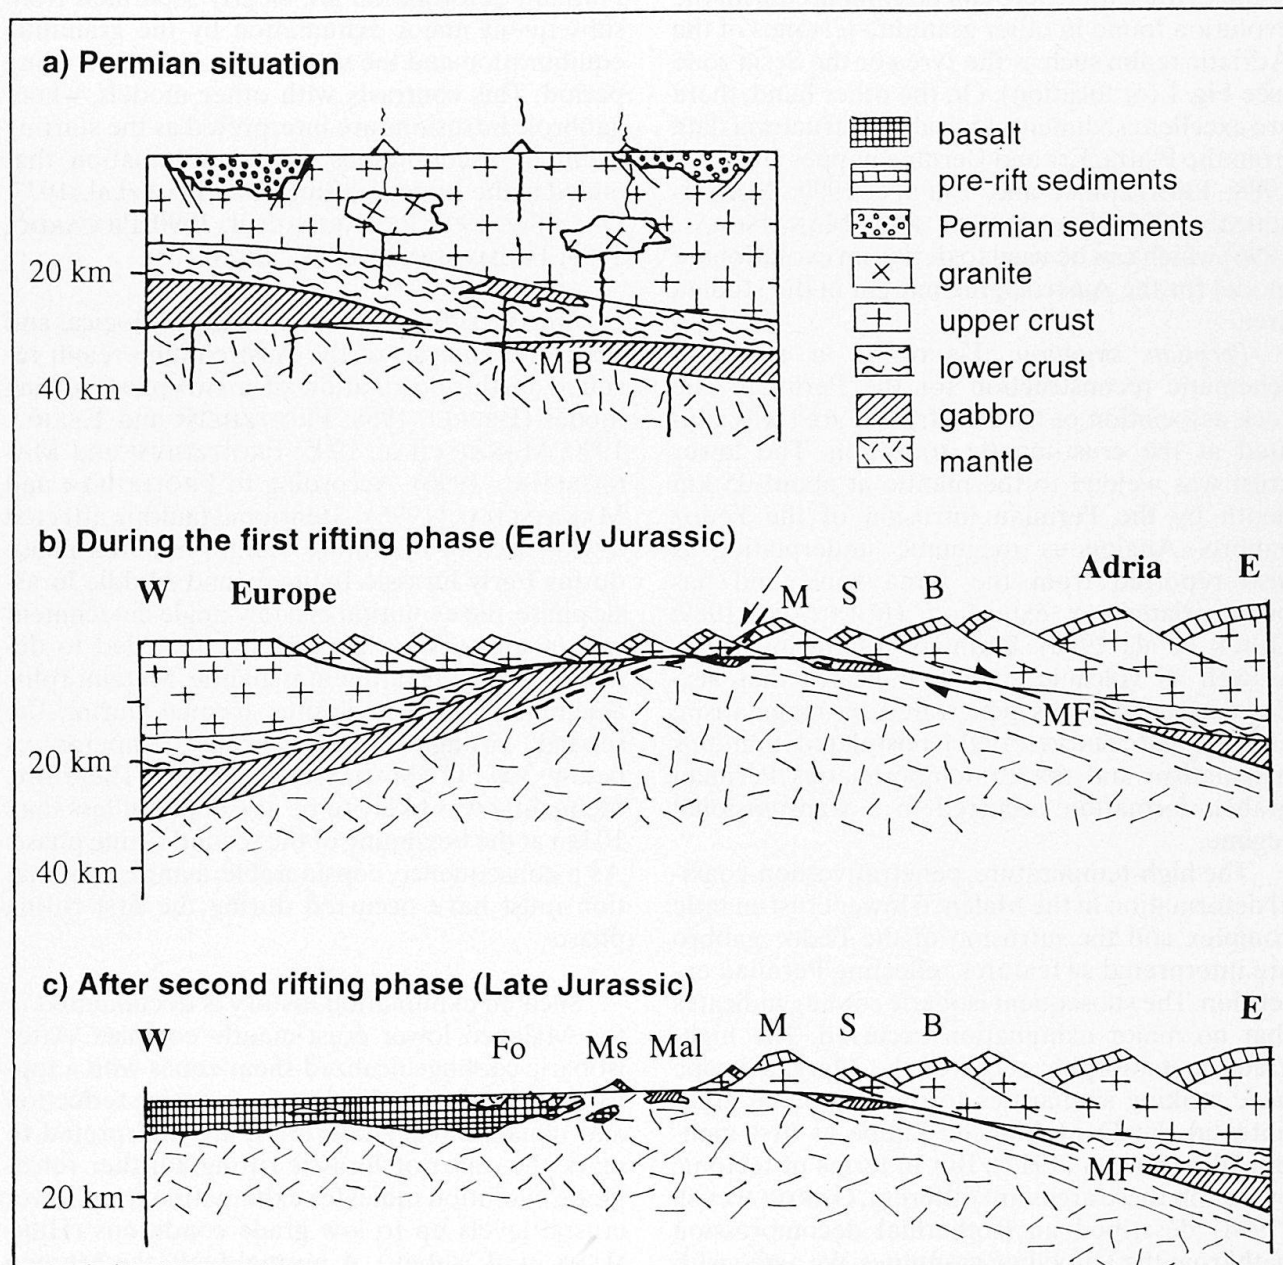 a) Permian situation
basalt
pre-rift sediments
Permian sediments
granite
upper crust
lower crust
gabbro
mantle
20 km
40 km
M B
b) During the first rifting phase (Early Jurassic)
W Europe M S B Adria E
MF
20 km
40 km
c) After second rifting phase (Late Jurassic)
W Fo Ms Mal M S B E
MF
20 km